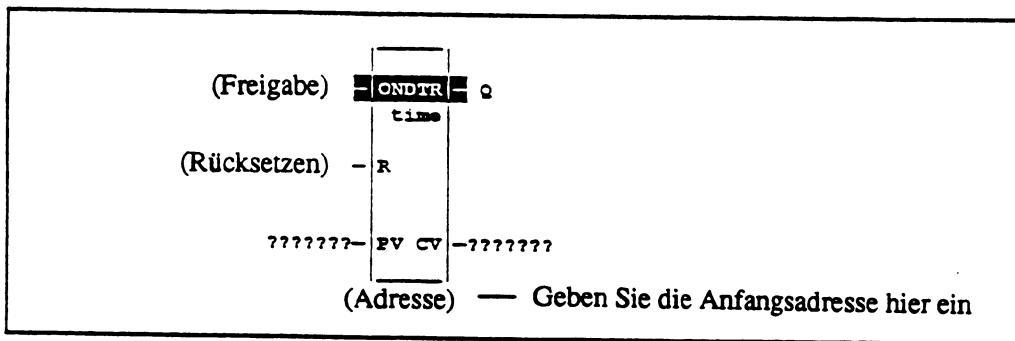 (Freigabe) ONDTR Q
time
(Rücksetzen) R
??????? PV CV ???????
(Adresse) — Geben Sie die Anfangsadresse hier ein